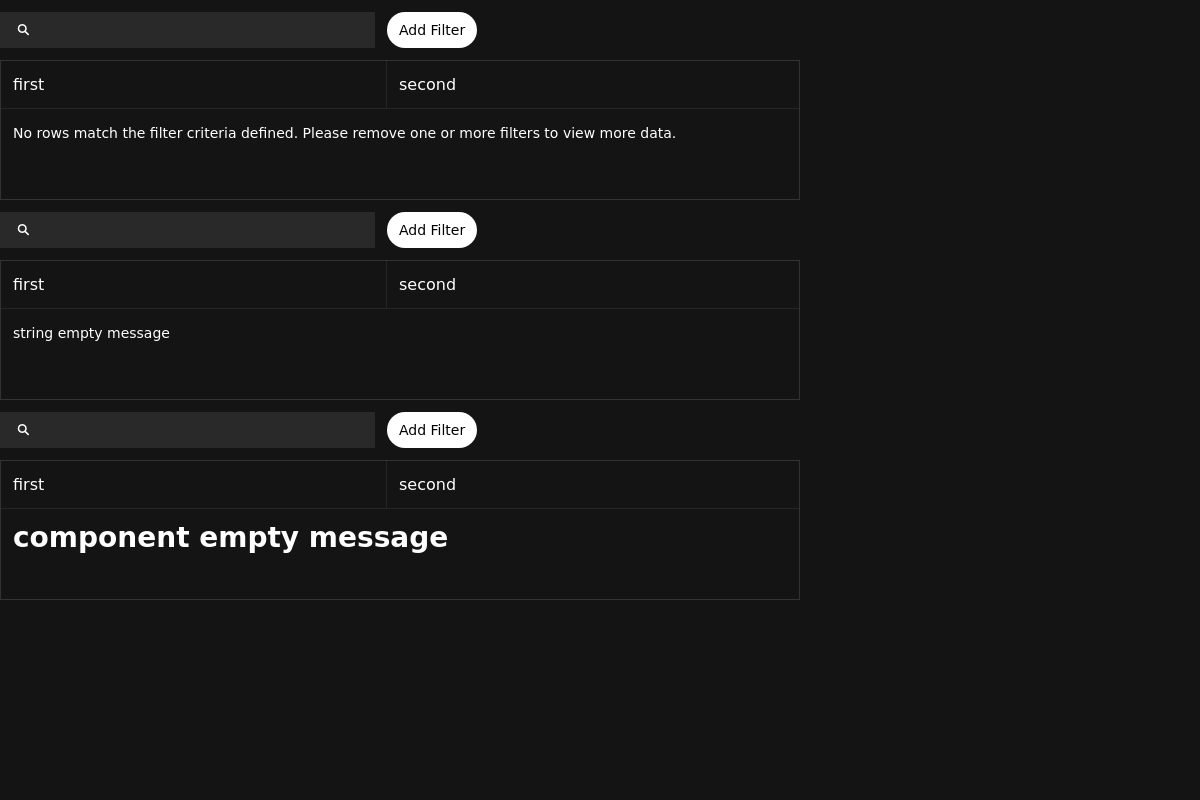 Add Filter
first second
No rows match the filter criteria defined. Please remove one or more filters to view more data.
Add Filter
first second
string empty message
Add Filter
first second
component empty message